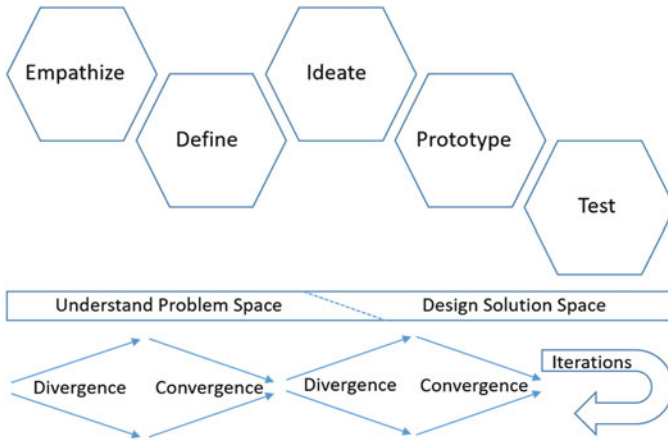 Empathize
Ideate
Define
Prototype
Test
Understand Problem Space
Design Solution Space
Divergence
Convergence
Divergence
Convergence
Iterations